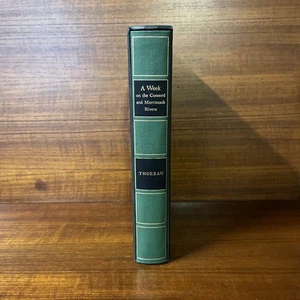 A Week
on the Concord
and Merrimack
Rivers
THOREAU